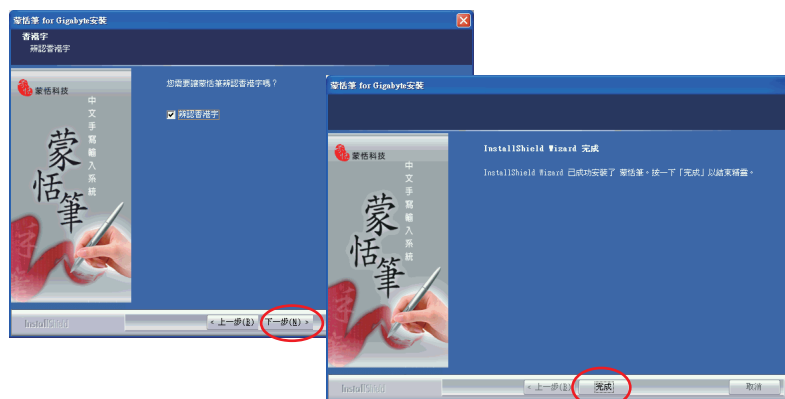 蒙恬筆 for Gigabyte安裝
香港字
辨認香港字
蒙恬科技
中文手寫輸入系統
蒙恬筆
您需要讓蒙恬筆辨認香港字嗎？
辨認香港字
InstallShield
< 上一步(B)
下一步(N) >
蒙恬筆 for Gigabyte安裝
蒙恬科技
中文手寫輸入系統
蒙恬筆
InstallShield Wizard 完成
InstallShield Wizard 已成功安裝了 蒙恬筆。按一下「完成」以結束精靈。
InstallShield
< 上一步(B)
完成
取消